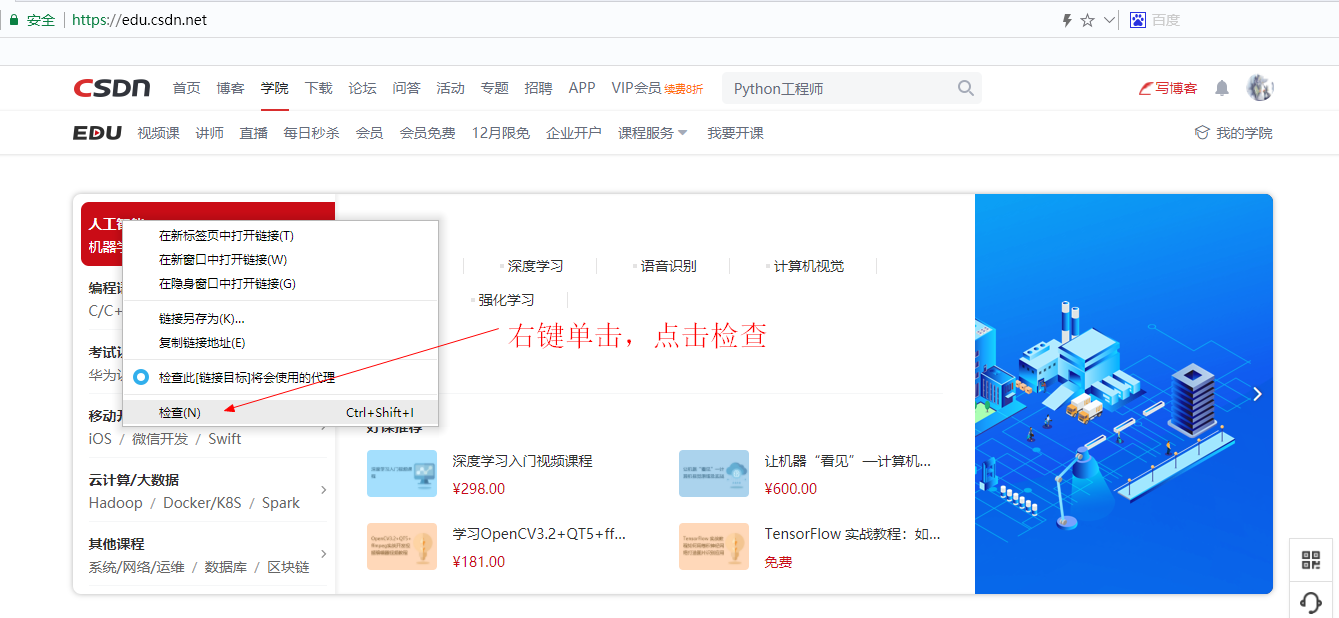 安全 https://edu.csdn.net 百度
CSDN 首页 博客 学院 下载 论坛 问答 活动 专题 招聘 APP VIP会员 续费8折 Python工程师 写博客
EDU 视频课 讲师 直播 每日秒杀 会员 会员免费 12月限免 企业开户 课程服务 我要开课 我的学院
人工智能
机器学
在新标签页中打开链接(T)
在新窗口中打开链接(W)
在隐身窗口中打开链接(G)
链接另存为(K)...
复制链接地址(E)
检查此[链接目标]将会使用的代理
检查(N) Ctrl+Shift+I
深度学习 语音识别 计算机视觉
强化学习
右键单击，点击检查
编程语
C/C+
考试认
华为认
移动开
iOS / 微信开发 / Swift
云计算/大数据
Hadoop / Docker/K8S / Spark
其他课程
系统/网络/运维 / 数据库 / 区块链
好课推荐
深度学习入门视频课程
¥298.00
让机器“看见”—计算机...
¥600.00
学习OpenCV3.2+QT5+ff...
¥181.00
TensorFlow 实战教程：如...
免费